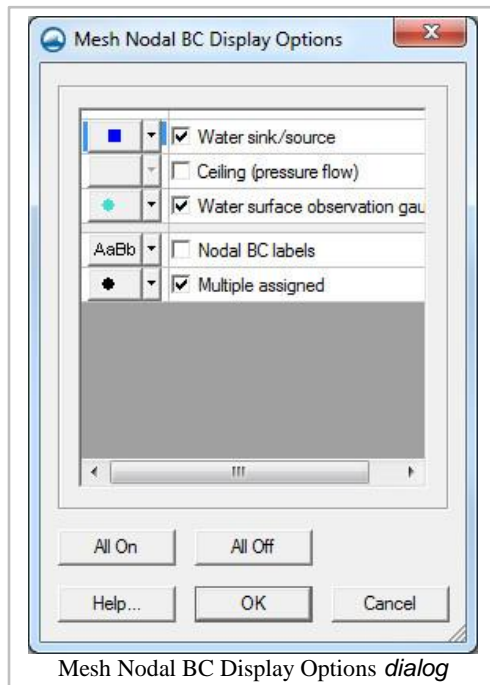 Mesh Nodal BC Display Options
Water sink/source
Ceiling (pressure flow)
Water surface observation gau
AaBb Nodal BC labels
Multiple assigned
All On All Off
Help... OK Cancel
Mesh Nodal BC Display Options dialog